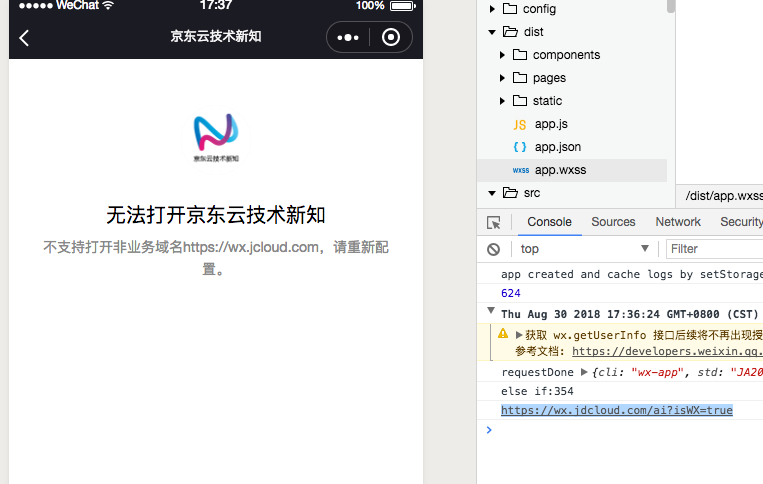 WeChat
17:37
100%
京东云技术新知
京东云技术新知
无法打开京东云技术新知
不支持打开非业务域名https://wx.jcloud.com，请重新配
置。
config
dist
components
pages
static
JS app.js
{ } app.json
wxss app.wxss
src
/dist/app.wxss
Console Sources Network Security
top Filter
app created and cache logs by setStorage
624
Thu Aug 30 2018 17:36:24 GMT+0800 (CST)
获取 wx.getUserInfo 接口后续将不再出现授
参考文档: https://developers.weixin.qq.
requestDone {cli: "wx-app", std: "JA20
else if:354
https://wx.jdcloud.com/ai?isWX=true